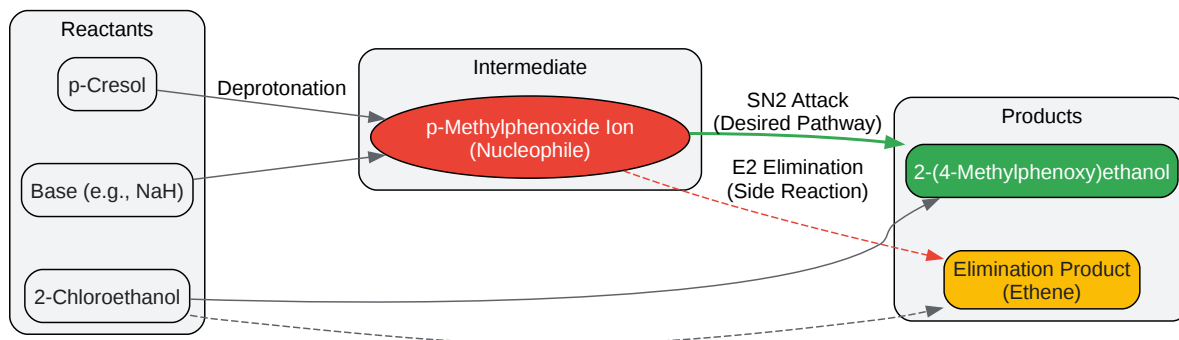 Reactants
p-Cresol
Base (e.g., NaH)
2-Chloroethanol
Deprotonation
Intermediate
p-Methylphenoxide Ion
(Nucleophile)
SN2 Attack
(Desired Pathway)
E2 Elimination
(Side Reaction)
Products
2-(4-Methylphenoxy)ethanol
Elimination Product
(Ethene)